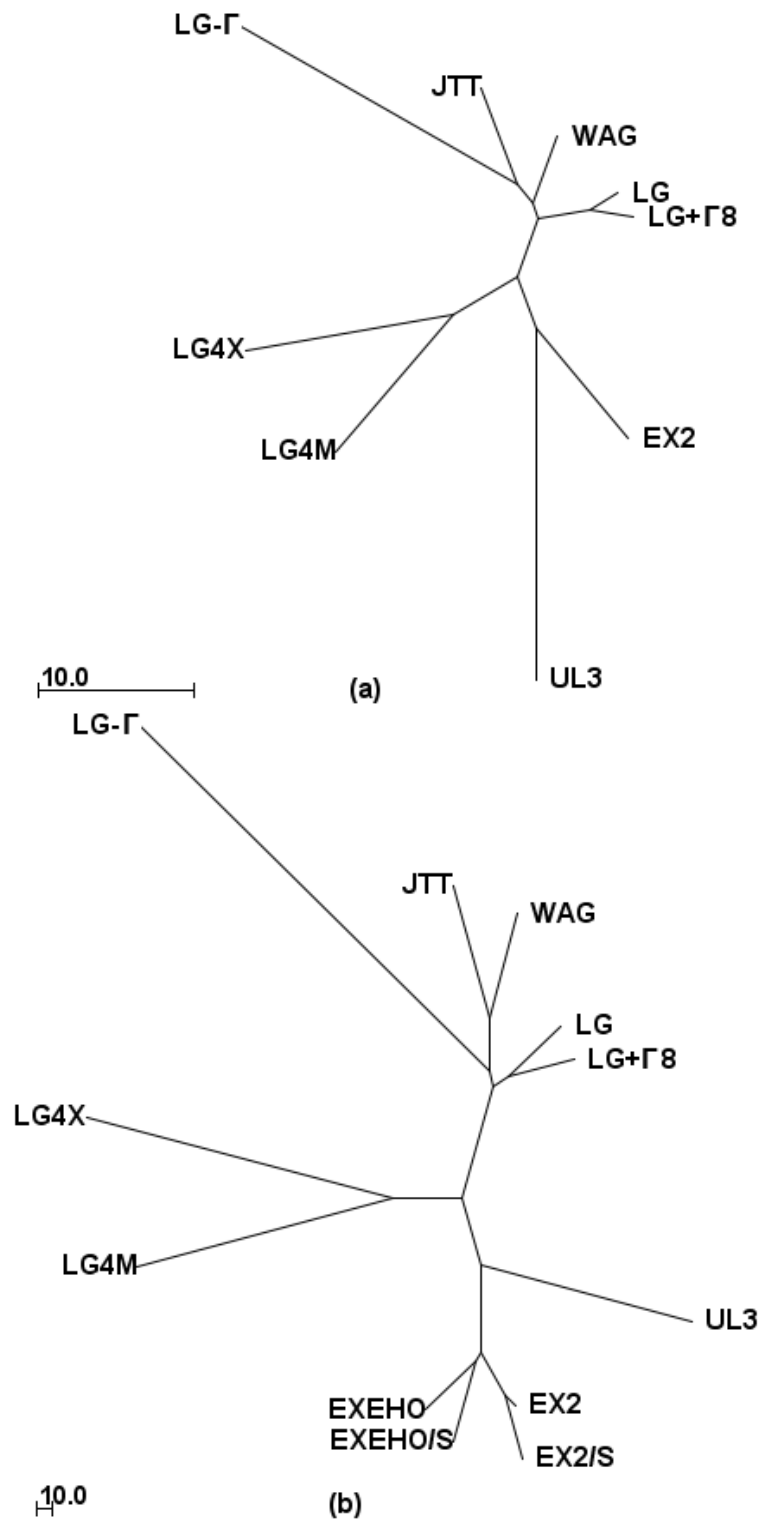 LG-Γ
JTT
WAG
LG
LG+Γ8
LG4X
LG4M
EX2
UL3
10.0
(a)
LG-Γ
JTT
WAG
LG
LG+Γ8
LG4X
LG4M
UL3
EXEHO
EX2
EXEHO/S
EX2/S
10.0
(b)